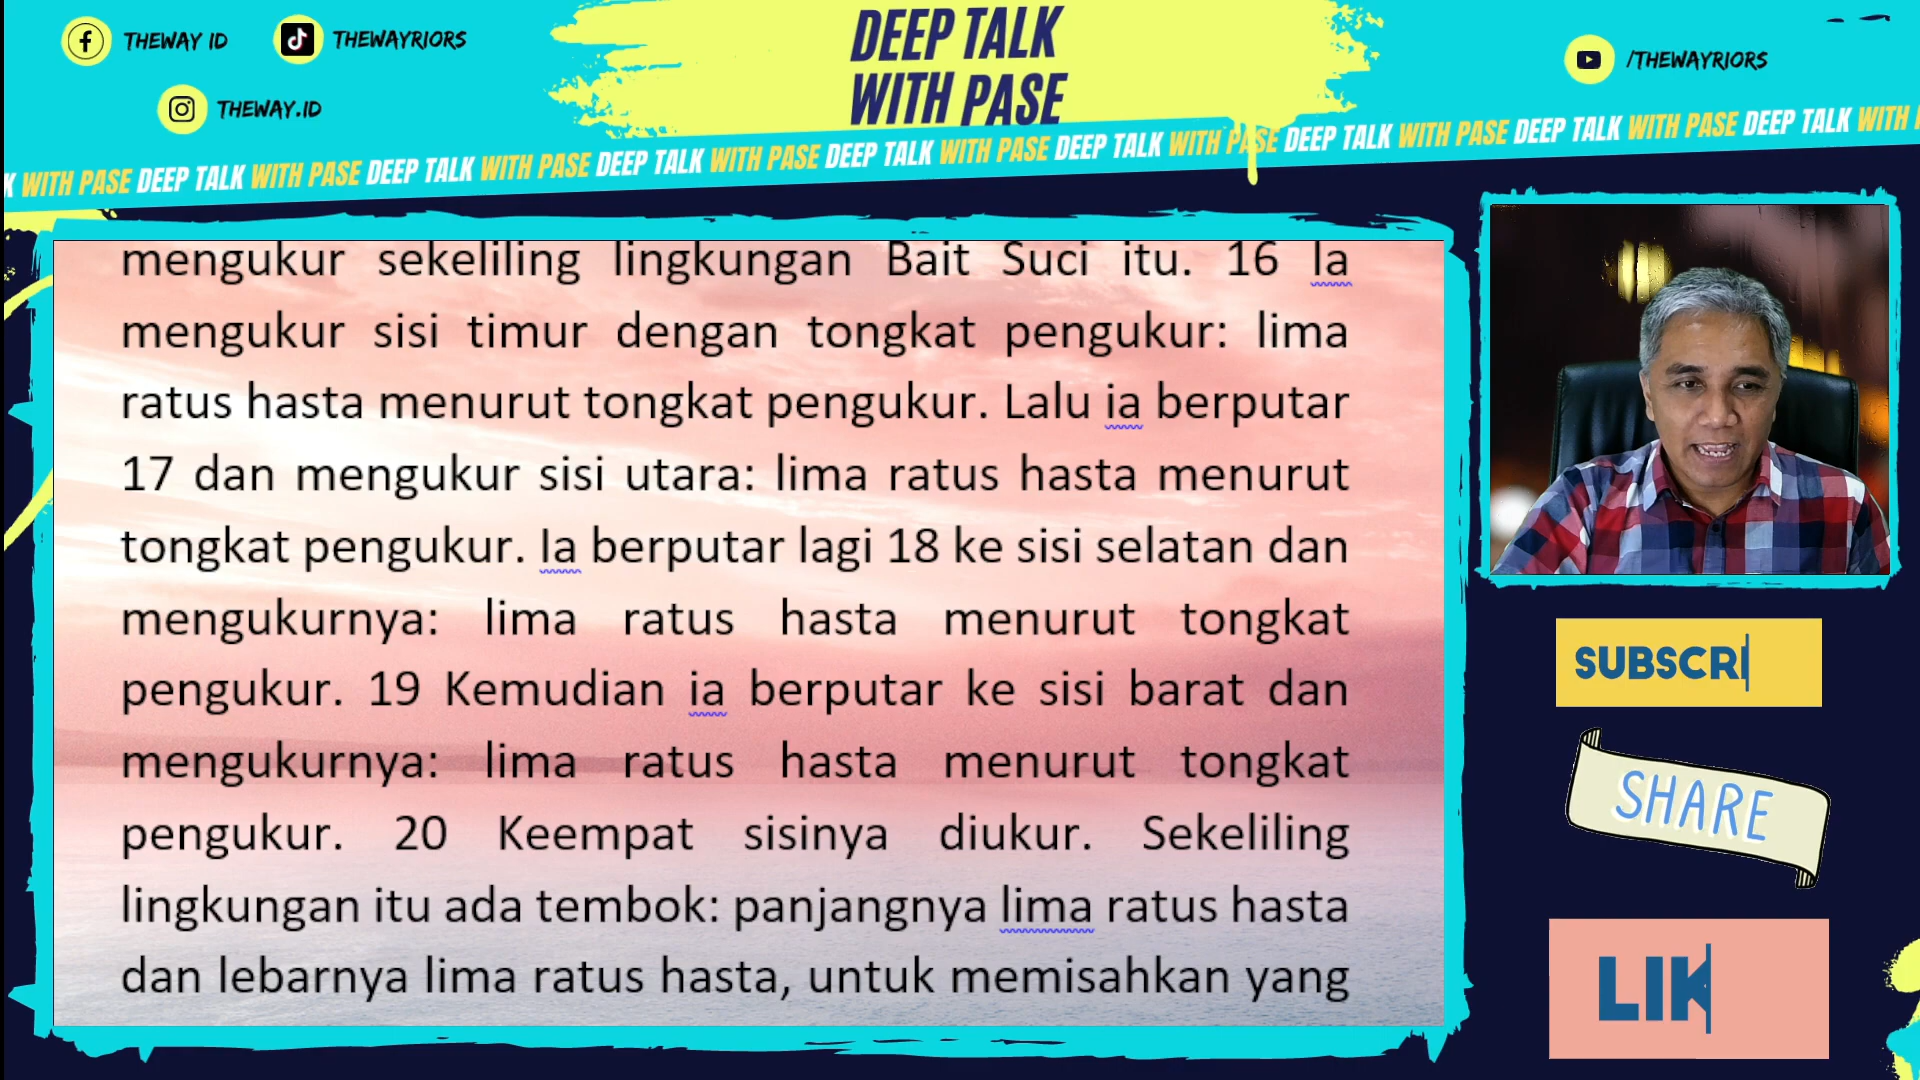 THEWAY ID
THEWAYRIORS
THEWAY.ID
DEEP TALK
WITH PASE
/THEWAYRIORS
K WITH PASE DEEP TALK WITH PASE DEEP TALK WITH PASE DEEP TALK WITH PASE DEEP TALK WITH PASE DEEP TALK WITH PASE DEEP TALK WITH PASE DEEP TALK WITH PASE DEEP TALK WITH
mengukur sekeliling lingkungan Bait Suci itu. 16 Ia
mengukur sisi timur dengan tongkat pengukur: lima
ratus hasta menurut tongkat pengukur. Lalu ia berputar
17 dan mengukur sisi utara: lima ratus hasta menurut
tongkat pengukur. Ia berputar lagi 18 ke sisi selatan dan
mengukurnya: lima ratus hasta menurut tongkat
pengukur. 19 Kemudian ia berputar ke sisi barat dan
mengukurnya: lima ratus hasta menurut tongkat
pengukur. 20 Keempat sisinya diukur. Sekeliling
lingkungan itu ada tembok: panjangnya lima ratus hasta
dan lebarnya lima ratus hasta, untuk memisahkan yang
SUBSCRI
SHARE
LIK